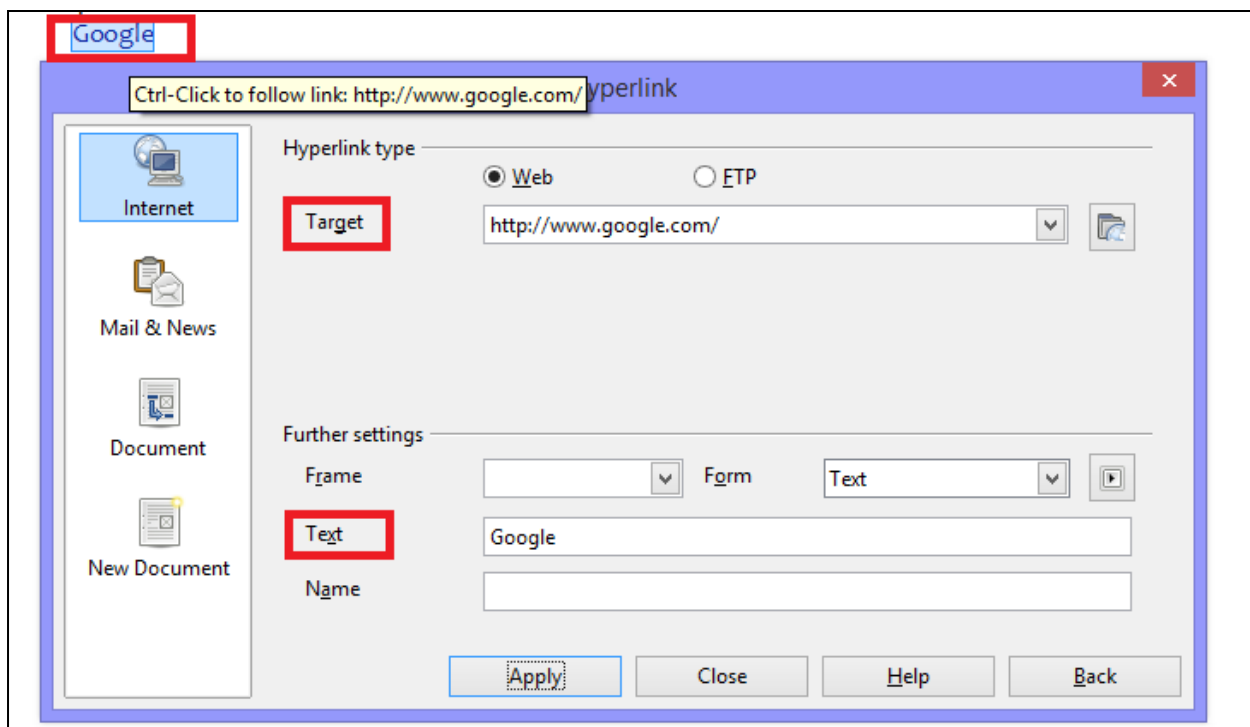 Google
Ctrl-Click to follow link: http://www.google.com/
yperlink
Internet
Mail & News
Document
New Document
Hyperlink type
Web FTP
Target http://www.google.com/
Further settings
Frame Form Text
Text Google
Name
Apply Close Help Back